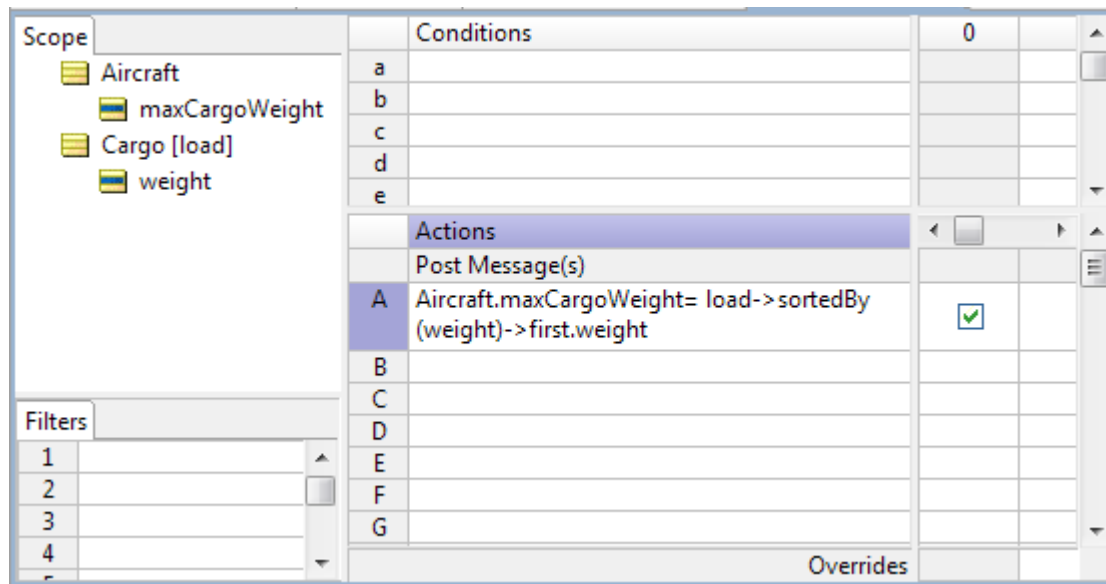 Scope
Aircraft
maxCargoWeight
Cargo [load]
weight
Filters
1
2
3
4
Conditions 0
a
b
c
d
e
Actions
Post Message(s)
A Aircraft.maxCargoWeight= load->sortedBy
(weight)->first.weight
B
C
D
E
F
G
Overrides